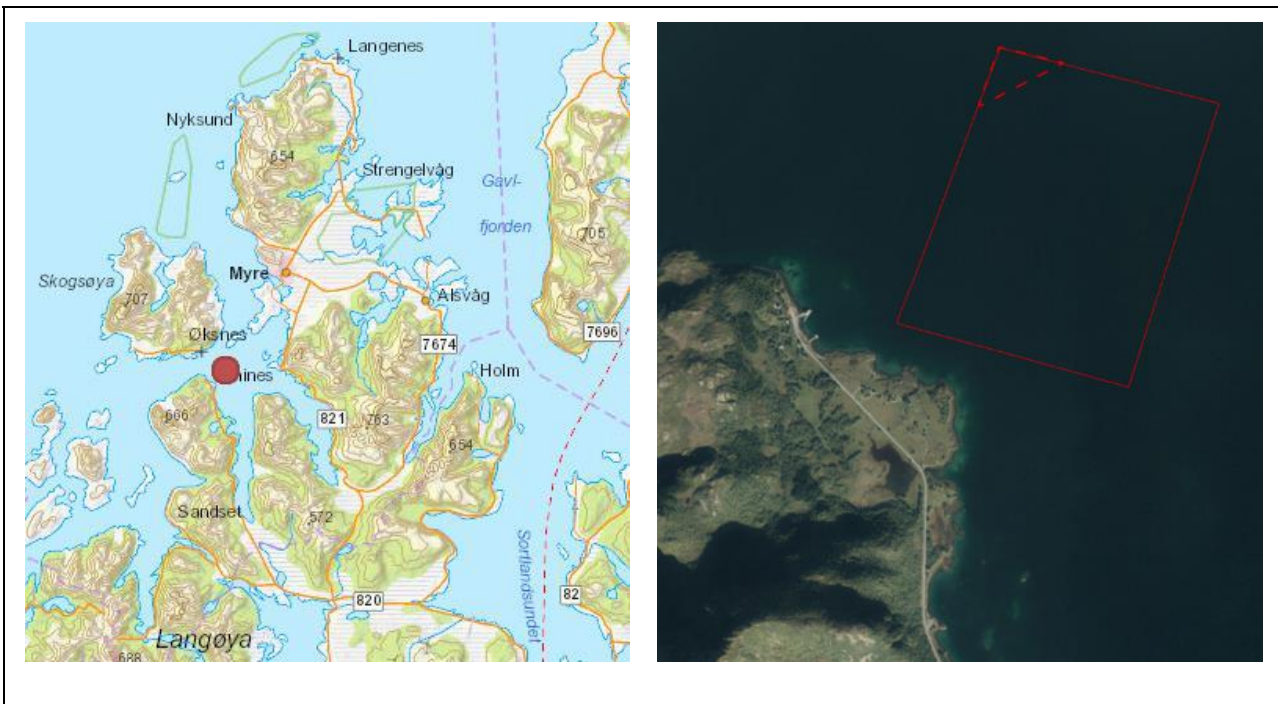 Langenes
Nyksund
654
Strengelvåg
Gavl-
fjorden
705
Myre
Skogsøya
707
Alsvåg
Øksnes
7674
7696
Holm
666
821
763
654
Sandset
572
Sortlandsundet
820
82
Langøya
688